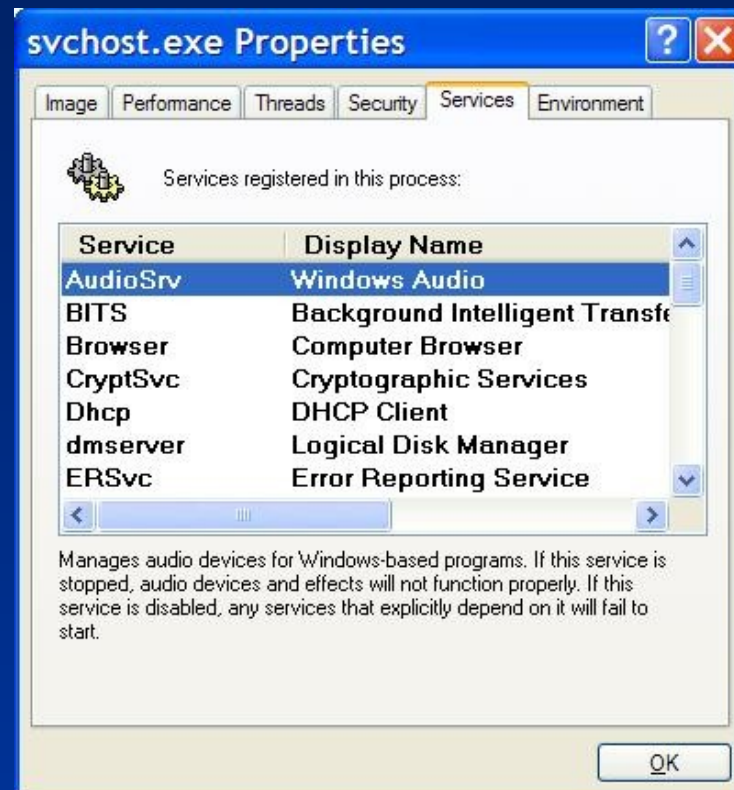 svchost.exe Properties
Image Performance Threads Security Services Environment
Services registered in this process:
Service Display Name
AudioSrv Windows Audio
BITS Background Intelligent Transfe
Browser Computer Browser
CryptSvc Cryptographic Services
Dhcp DHCP Client
dmserver Logical Disk Manager
ERSvc Error Reporting Service
Manages audio devices for Windows-based programs. If this service is
stopped, audio devices and effects will not function properly. If this
service is disabled, any services that explicitly depend on it will fail to
start.
OK